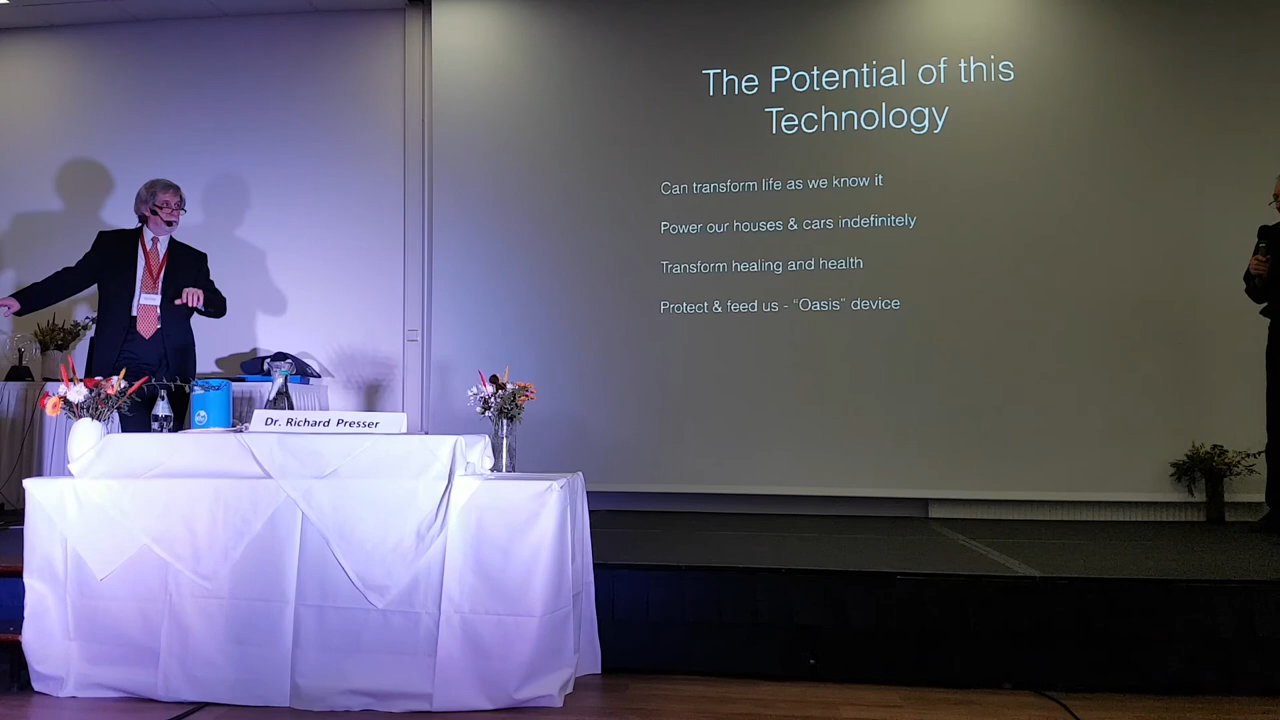 The Potential of this
Technology
Can transform life as we know it
Power our houses & cars indefinitely
Transform healing and health
Protect & feed us - “Oasis” device
Dr. Richard Presser